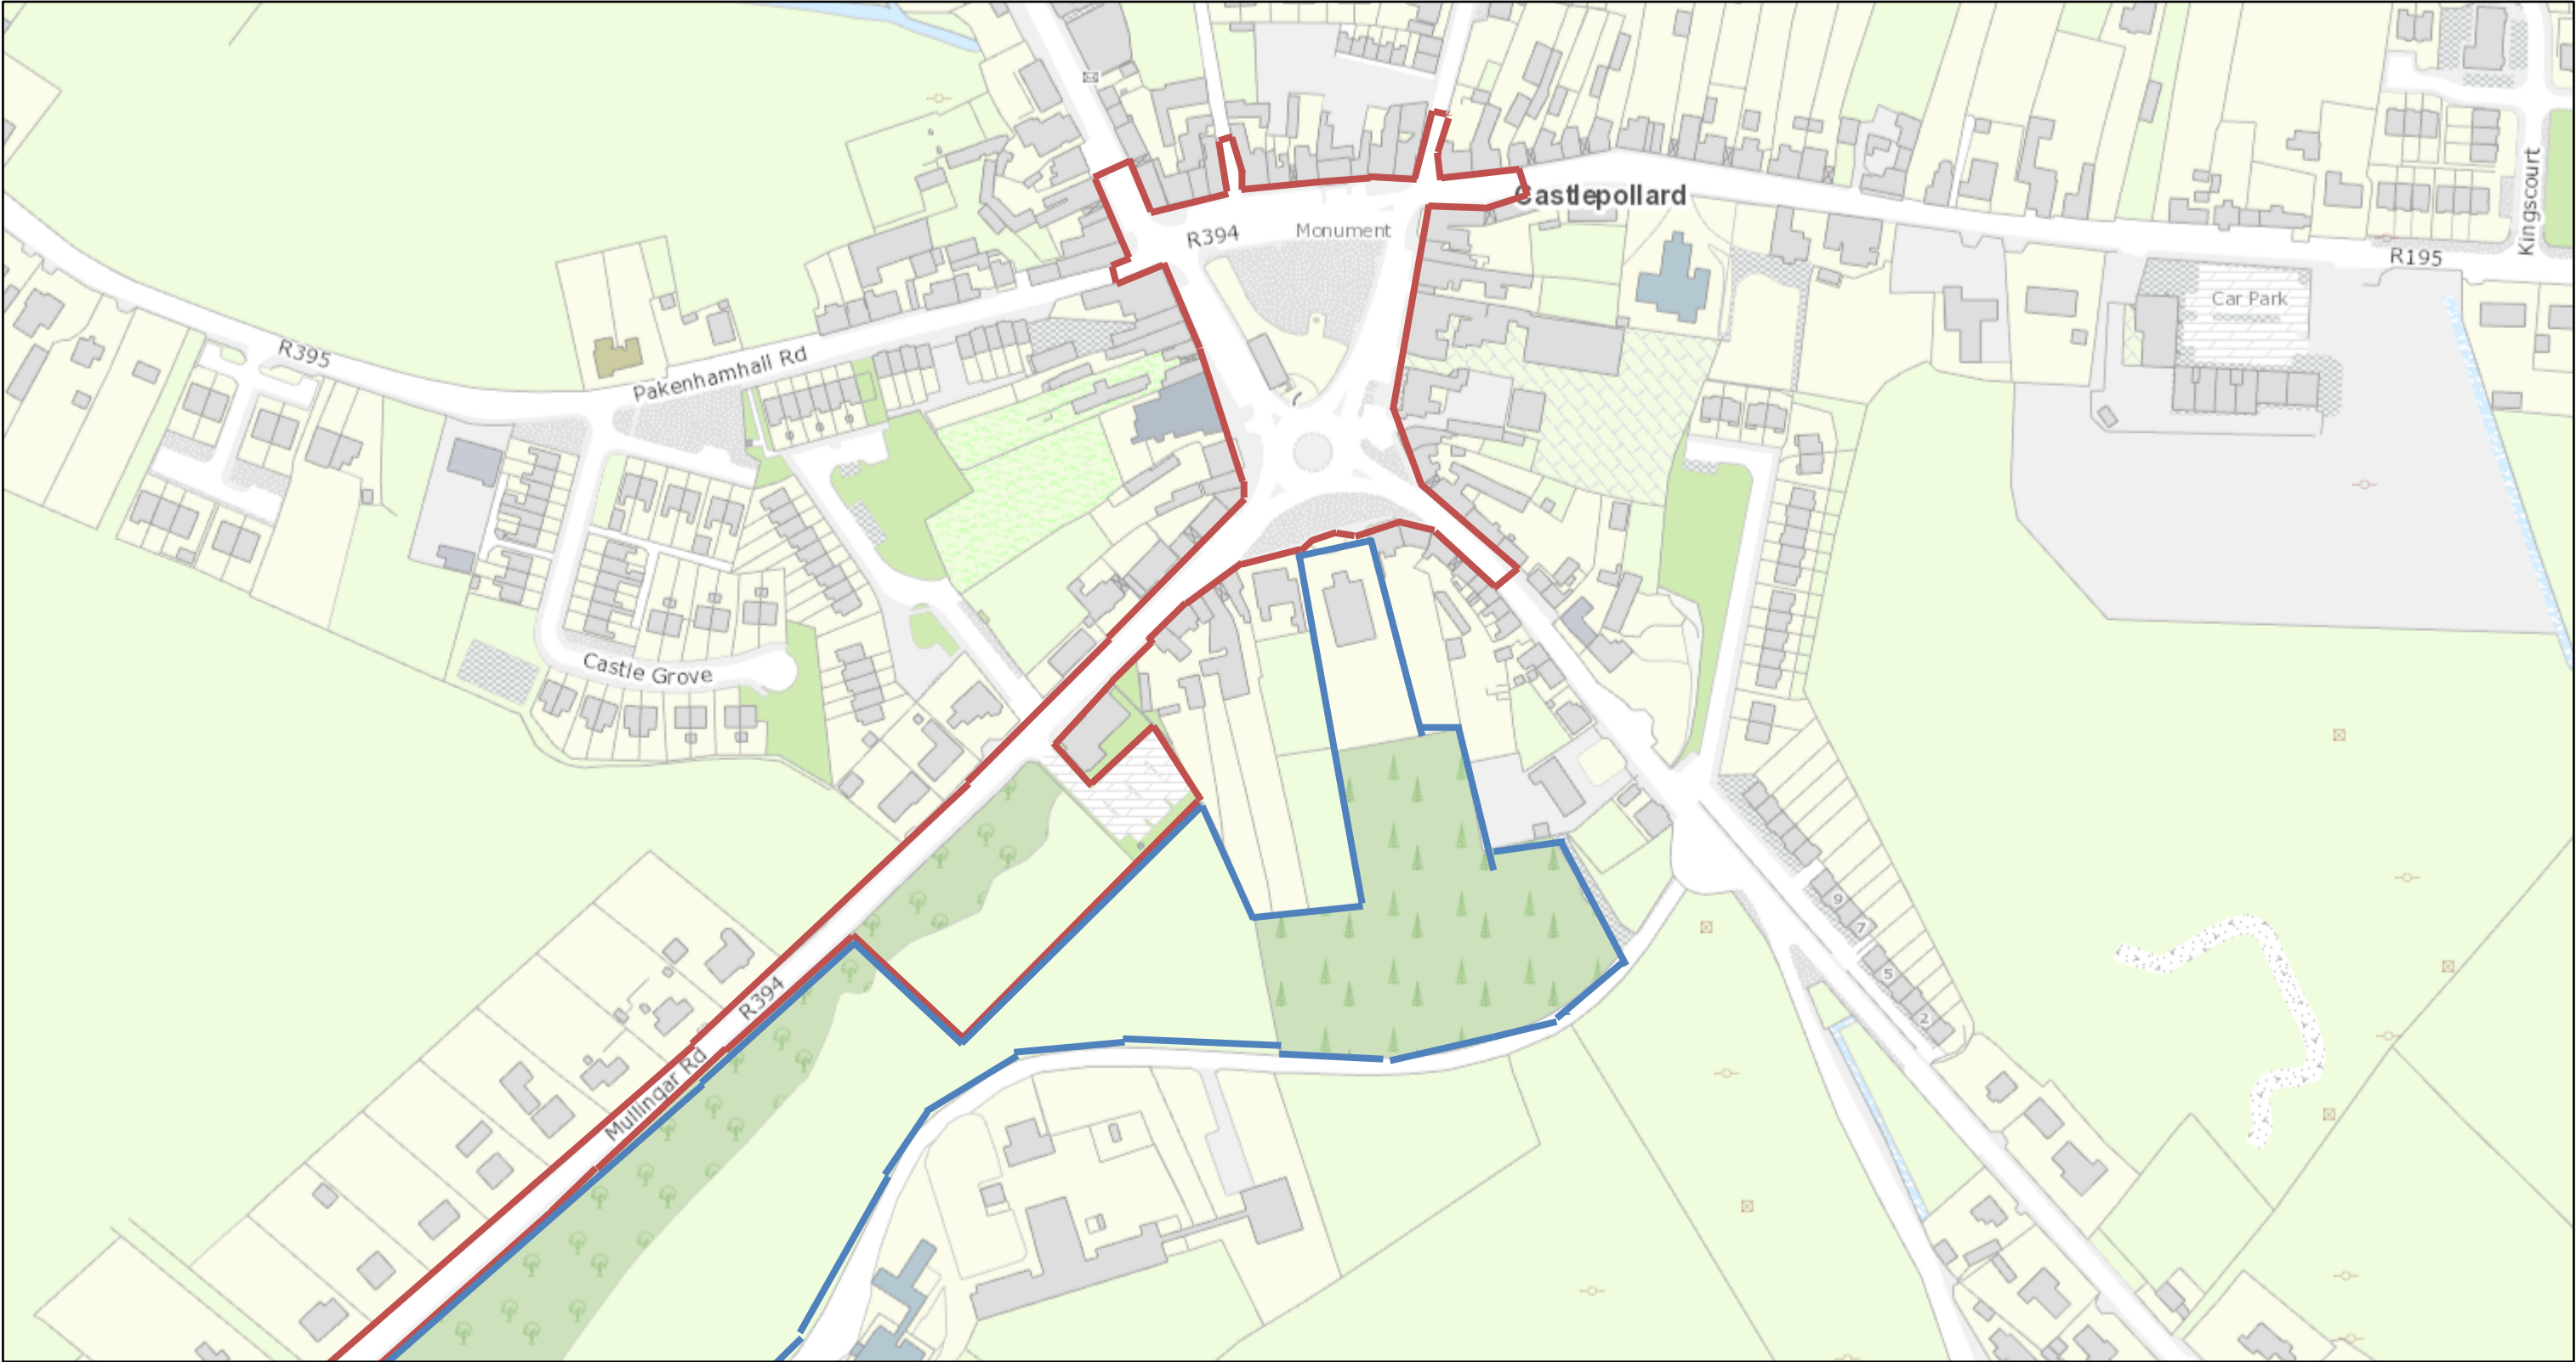 Castlepollard
Monument
R394
Kingscourt
R195
Car Park
R395
Pakenhamhall Rd
Castle Grove
R394
Mullingar Rd
9
7
5
2